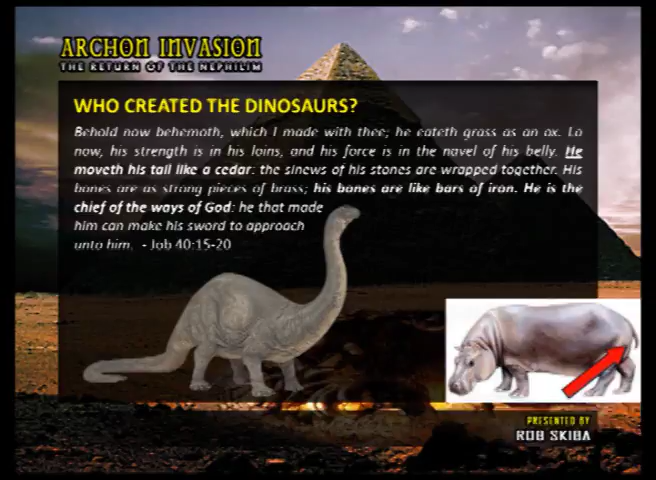 ARCHON INVASION
THE RETURN OF THE NEPHILIM
WHO CREATED THE DINOSAURS?
Behold now behemoth, which I made with thee; he eateth grass as an ox. Lo
now, his strength is in his loins, and his force is in the navel of his belly. He
moveth his tail like a cedar: the sinews of his stones are wrapped together. His
bones are as strong pieces of brass; his bones are like bars of iron. He is the
chief of the ways of God: he that made
him can make his sword to approach
unto him. - Job 40:15-20
PRESENTED BY
ROB SKIBA